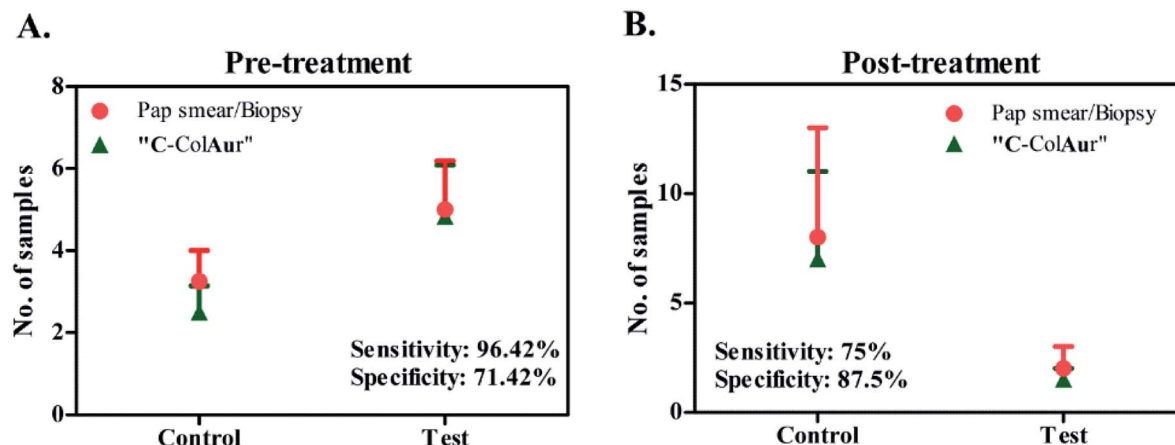 A.
Pre-treatment
8
6
4
2
0
No. of samples
Pap smear/Biopsy
"C-ColAur"
Sensitivity: 96.42%
Specificity: 71.42%
Control
Test
B.
Post-treatment
15
10
5
0
No. of samples
Pap smear/Biopsy
"C-ColAur"
Sensitivity: 75%
Specificity: 87.5%
Control
Test